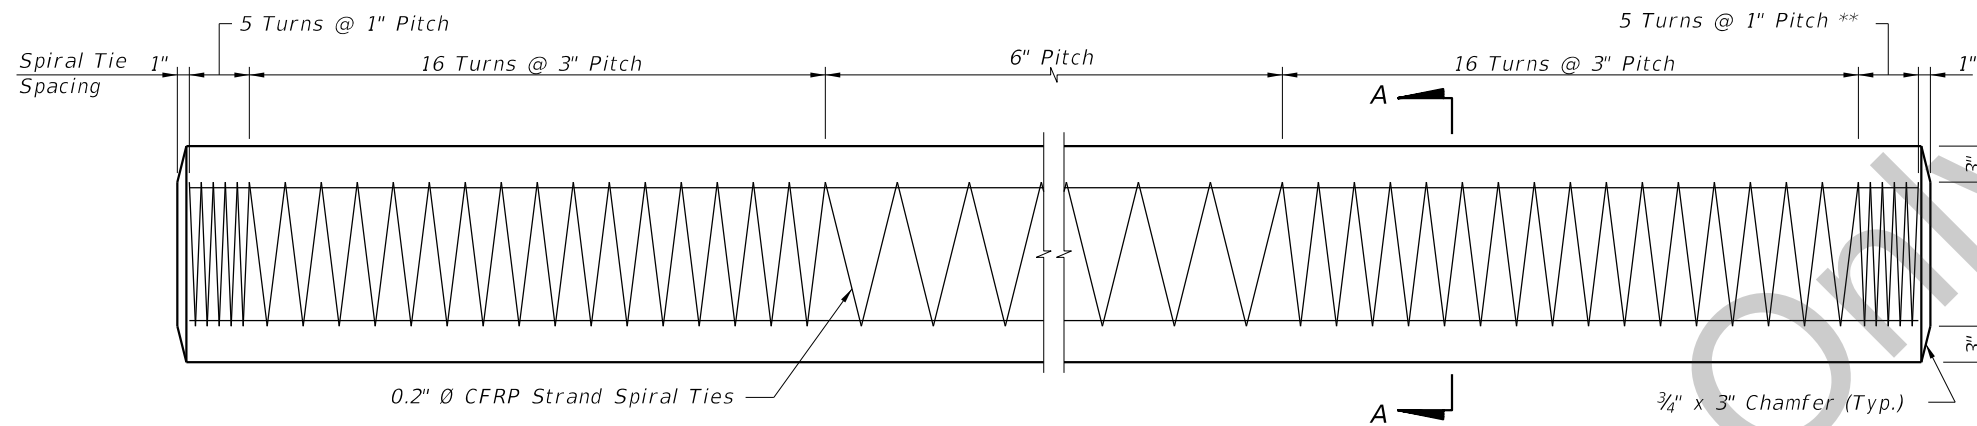 5 Turns @ 1" Pitch
5 Turns @ 1" Pitch **
Spiral Tie Spacing
1"
16 Turns @ 3" Pitch
6" Pitch
16 Turns @ 3" Pitch
1"
A
3"
3"
0.2" Ø CFRP Strand Spiral Ties
A
¾" x 3" Chamfer (Typ.)
Only